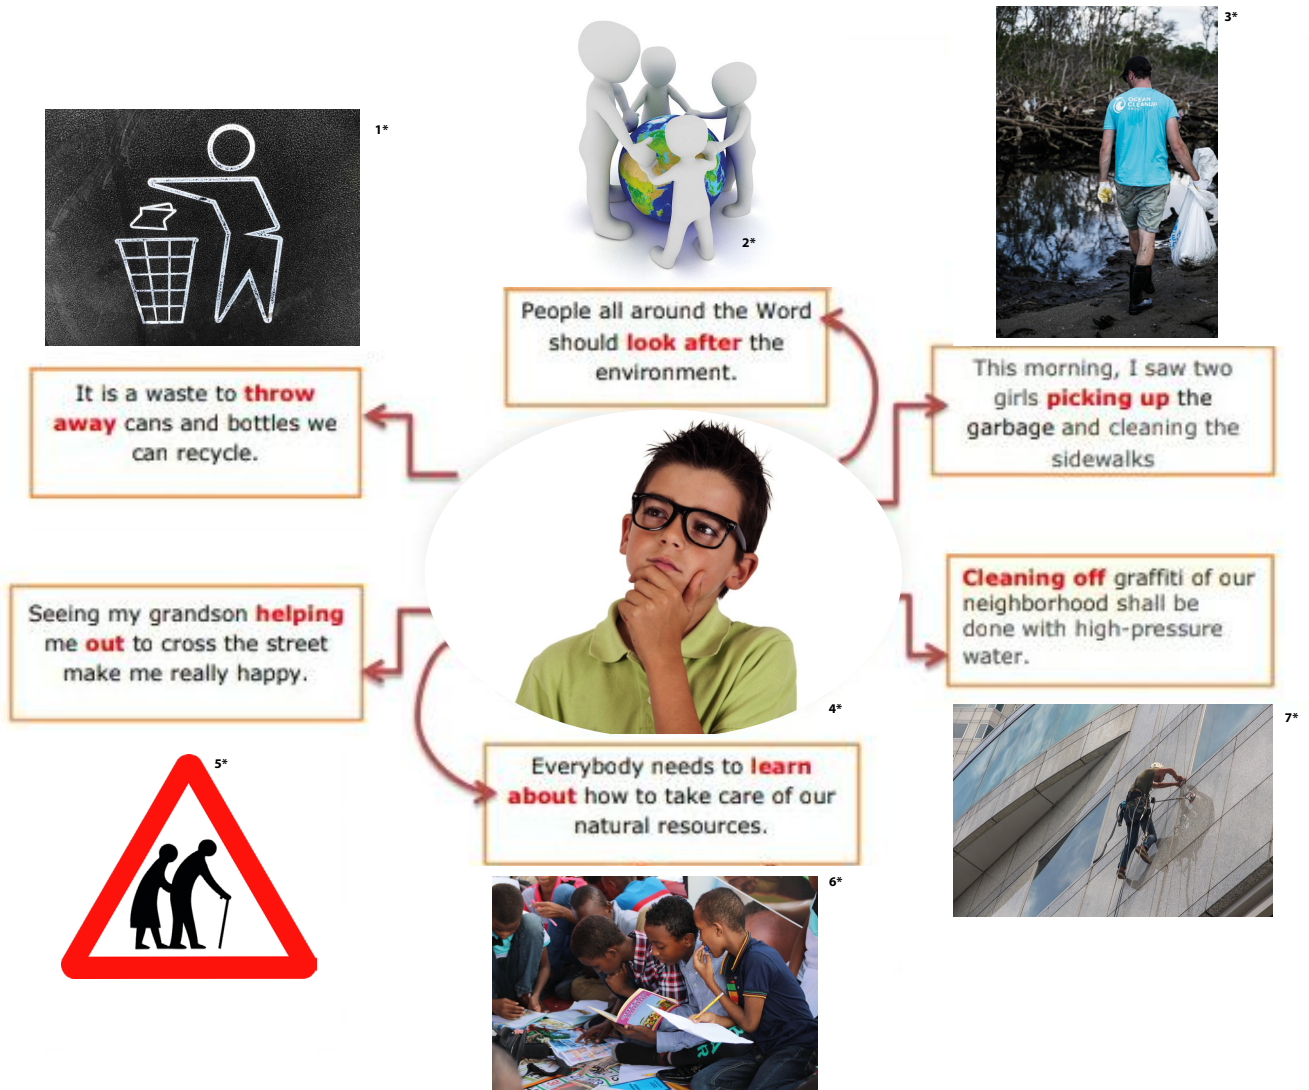 1*
2*
3*
OCEAN
CLEANUP
People all around the Word
should look after the
environment.
This morning, I saw two
girls picking up the
garbage and cleaning the
sidewalks
It is a waste to throw
away cans and bottles we
can recycle.
Cleaning off graffiti of our
neighborhood shall be
done with high-pressure
water.
Seeing my grandson helping
me out to cross the street
make me really happy.
4*
7*
5*
Everybody needs to learn
about how to take care of our
natural resources.
6*